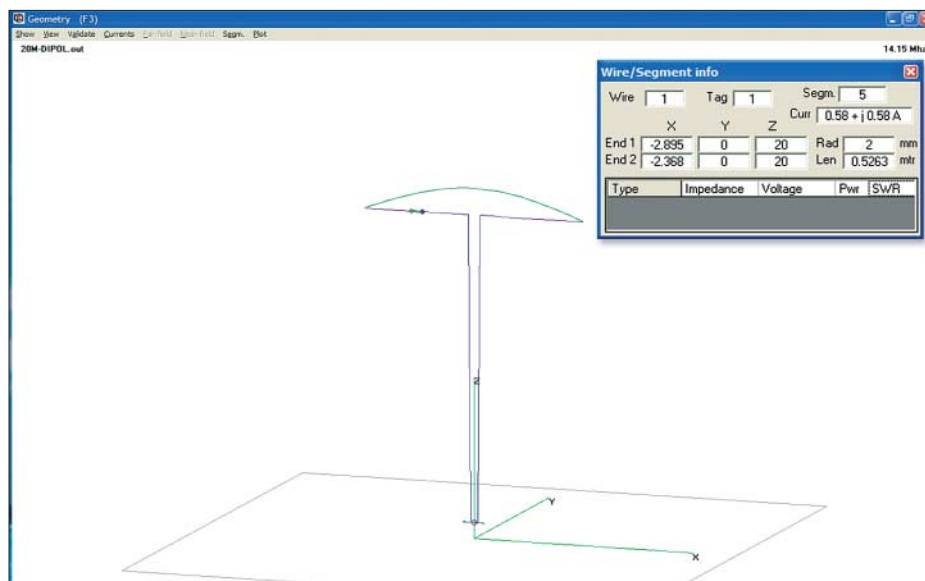 Geometry (F3)
Show View Validate Currents Far-field Near-field Segm. Plot
20M-DIPOL.out 14.15 Mhz
Wire/Segment info
Wire 1 Tag 1 Segm. 5
Curr 0.58 + j 0.58 A
X Y Z
End 1 -2.895 0 20 Rad 2 mm
End 2 -2.368 0 20 Len 0.5263 mtr
Type Impedance Voltage Pwr SWR
Z
Y
X